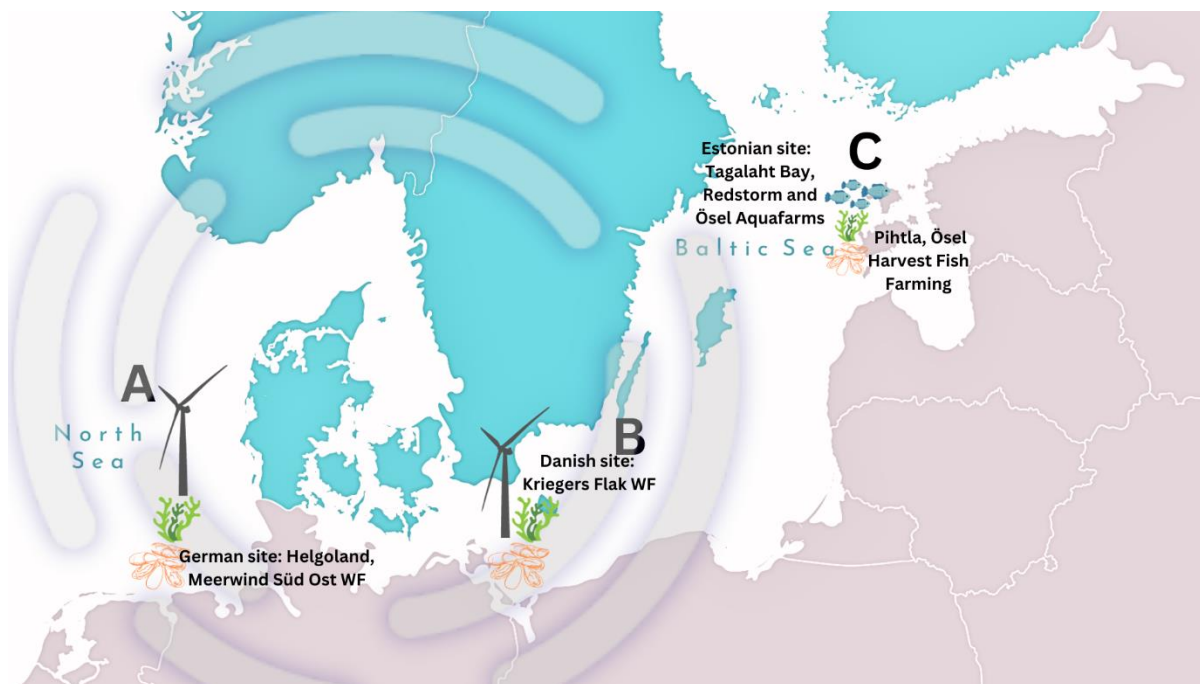 A
North
Sea
German site: Helgoland,
Meerwind Süd Ost WF
B
Danish site:
Kriegers Flak WF
C
Estonian site:
Tagalaht Bay,
Redstorm and
Ösel Aquafarms
Baltic Sea
Pihtla, Ösel
Harvest Fish
Farming